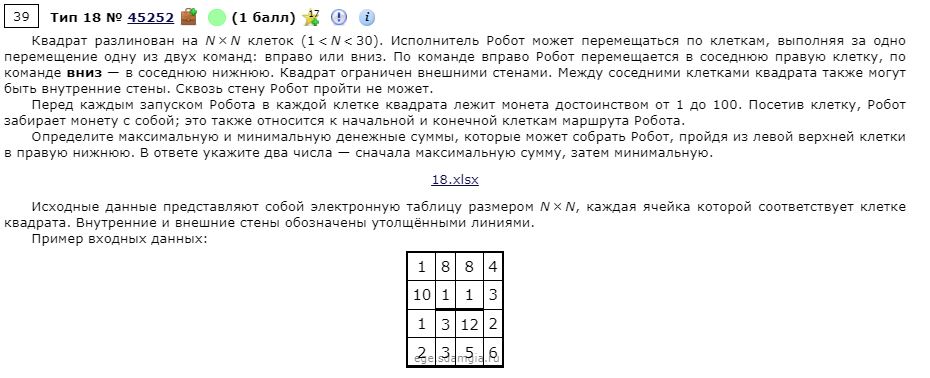 39 Тип 18 № 45252 (1 балл) 17 i
Квадрат разлинован на N × N клеток (1 < N < 30). Исполнитель Робот может перемещаться по клеткам, выполняя за одно
перемещение одну из двух команд: вправо или вниз. По команде вправо Робот перемещается в соседнюю правую клетку, по
команде вниз — в соседнюю нижнюю. Квадрат ограничен внешними стенами. Между соседними клетками квадрата также могут
быть внутренние стены. Сквозь стену Робот пройти не может.
Перед каждым запуском Робота в каждой клетке квадрата лежит монета достоинством от 1 до 100. Посетив клетку, Робот
забирает монету с собой; это также относится к начальной и конечной клеткам маршрута Робота.
Определите максимальную и минимальную денежные суммы, которые может собрать Робот, пройдя из левой верхней клетки
в правую нижнюю. В ответе укажите два числа — сначала максимальную сумму, затем минимальную.
18.xlsx
Исходные данные представляют собой электронную таблицу размером N × N, каждая ячейка которой соответствует клетке
квадрата. Внутренние и внешние стены обозначены утолщёнными линиями.
Пример входных данных:
1 8 8 4
10 1 1 3
1 3 12 2
2 3 5 6
ege.sdamgia.ru